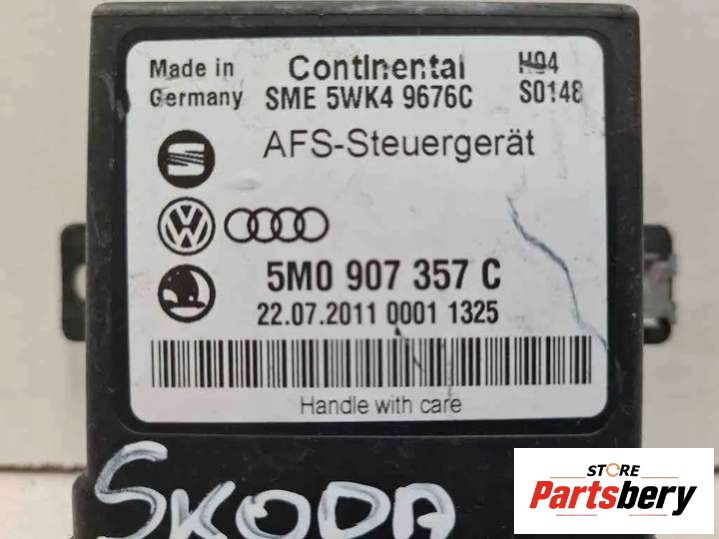 Made in Continental H04
Germany SME 5WK4 9676C S0148
AFS-Steuergerät
5M0 907 357 C
22.07.2011 0001 1325
Handle with care
SKODA
STORE
Partsbery